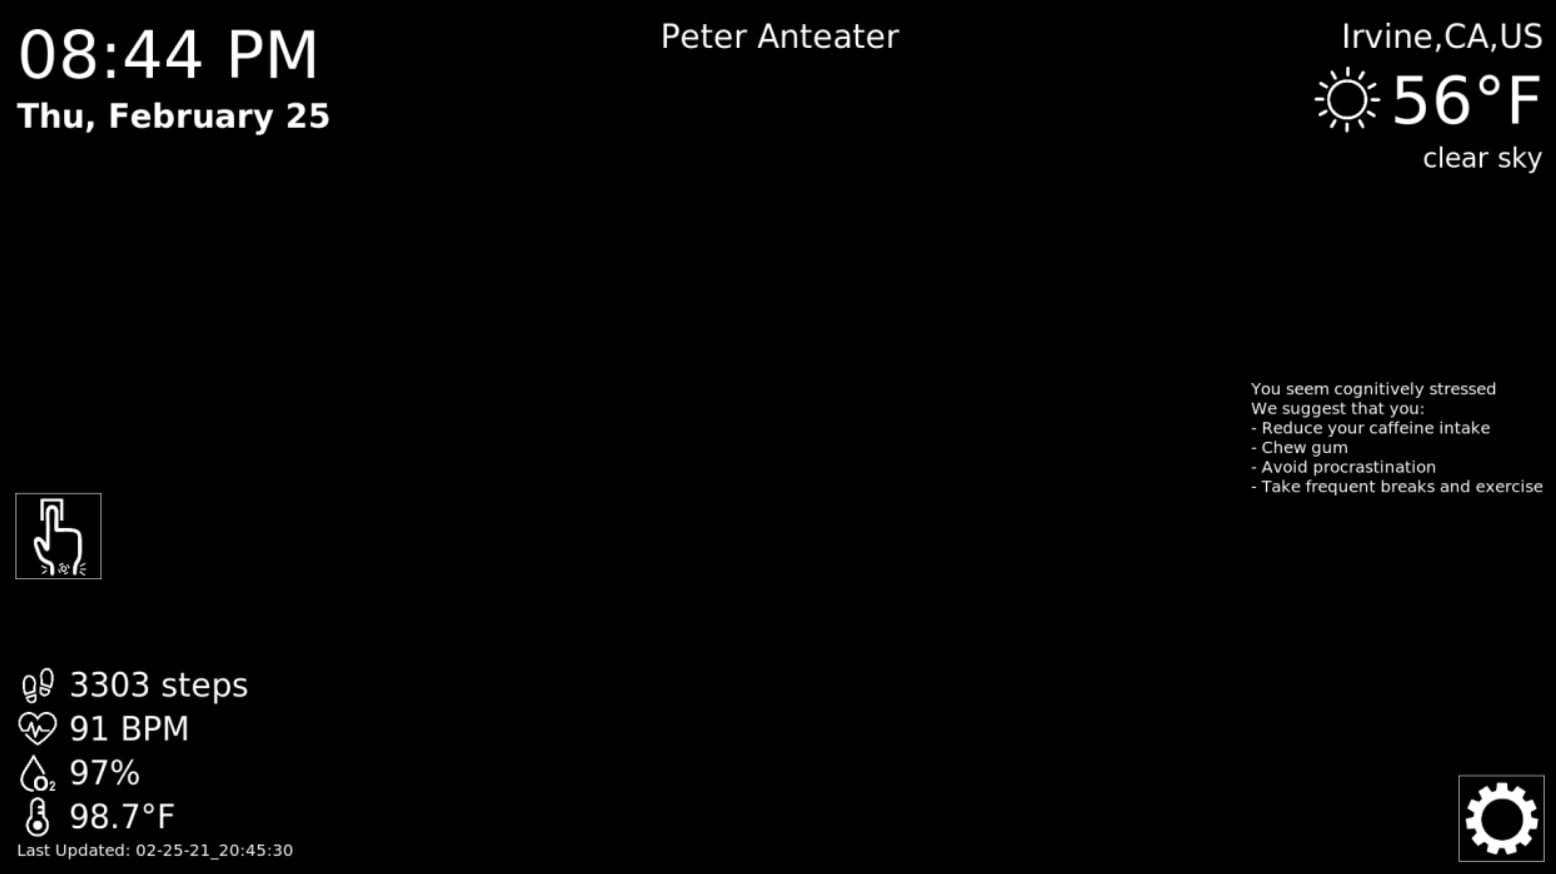 08:44 PM
Thu, February 25
Peter Anteater
Irvine,CA,US
56°F
clear sky
You seem cognitively stressed
We suggest that you:
- Reduce your caffeine intake
- Chew gum
- Avoid procrastination
- Take frequent breaks and exercise
3303 steps
91 BPM
O₂ 97%
98.7°F
Last Updated: 02-25-21_20:45:30